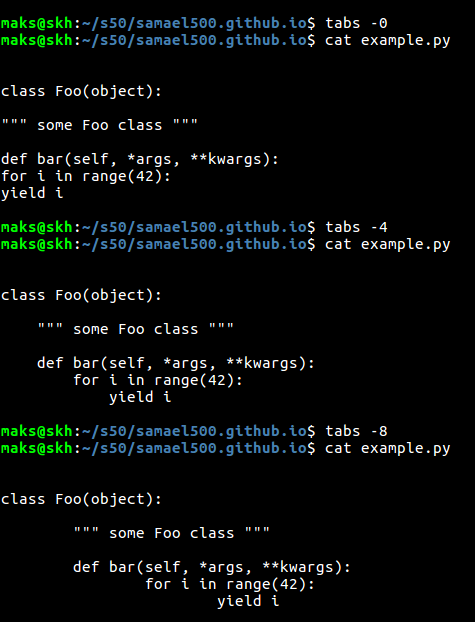 maks@skh:~/s50/samael500.github.io$ tabs -0
maks@skh:~/s50/samael500.github.io$ cat example.py
class Foo(object):
""" some Foo class """
def bar(self, *args, **kwargs):
for i in range(42):
yield i
maks@skh:~/s50/samael500.github.io$ tabs -4
maks@skh:~/s50/samael500.github.io$ cat example.py
class Foo(object):
    """ some Foo class """
    def bar(self, *args, **kwargs):
        for i in range(42):
            yield i
maks@skh:~/s50/samael500.github.io$ tabs -8
maks@skh:~/s50/samael500.github.io$ cat example.py
class Foo(object):
        """ some Foo class """
        def bar(self, *args, **kwargs):
                for i in range(42):
                        yield i